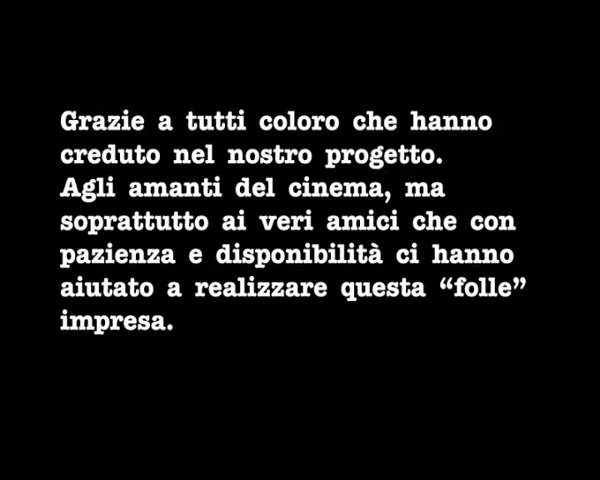 Grazie a tutti coloro che hanno
creduto nel nostro progetto.
Agli amanti del cinema, ma
soprattutto ai veri amici che con
pazienza e disponibilità ci hanno
aiutato a realizzare questa “folle”
impresa.